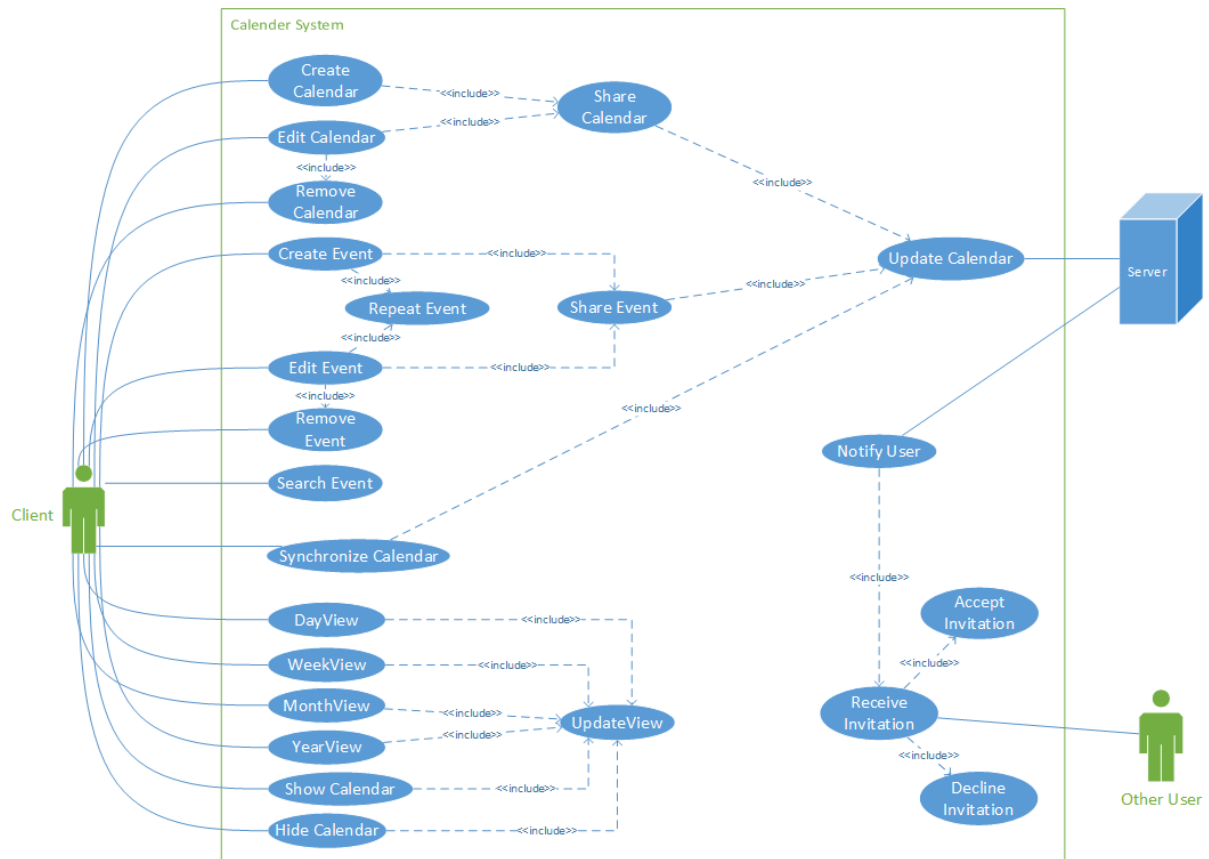 Calender System
Create
Calendar
<<include>>
Share
Calendar
<<include>>
Edit Calendar
<<include>>
<<include>>
Remove
Calendar
Create Event
<<include>>
<<include>>
Update Calendar
Server
<<include>>
Repeat Event
Share Event
<<include>>
<<include>>
Edit Event
<<include>>
<<include>>
<<include>>
Remove
Event
Notify User
Search Event
Client
Synchronize Calendar
<<include>>
Accept
Invitation
DayView
<<include>>
WeekView
<<include>>
<<include>>
MonthView
<<include>>
UpdateView
Receive
Invitation
<<include>>
YearView
<<include>>
Show Calendar
Decline
Invitation
Other User
Hide Calendar
<<include>>